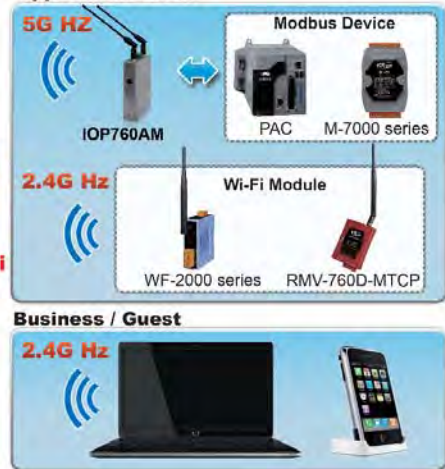 5G HZ
Modbus Device
IOP760AM
PAC
M-7000 series
2.4G Hz
Wi-Fi Module
WF-2000 series
RMV-760D-MTCP
Business / Guest
2.4G Hz